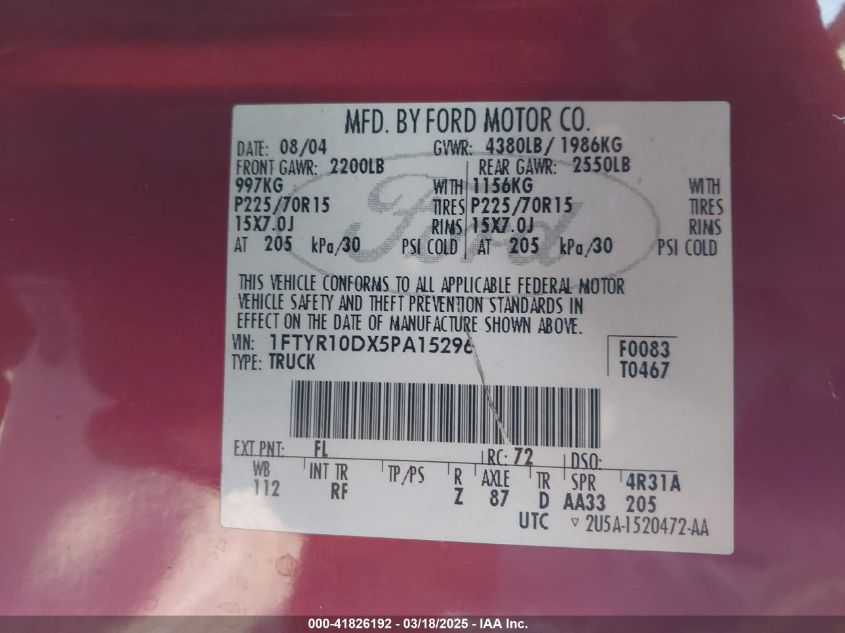 MFD. BY FORD MOTOR CO.
DATE: 08/04 GVWR: 4380LB/ 1986KG
FRONT GAWR: 2200LB REAR GAWR: 2550LB
997KG WITH 1156KG WITH
P225/70R15 TIRES P225/70R15 TIRES
15X7.0J RIMS 15X7.0J RIMS
AT 205 kPa/30 PSI COLD AT 205 kPa/30 PSI COLD
Ford
THIS VEHICLE CONFORMS TO ALL APPLICABLE FEDERAL MOTOR
VEHICLE SAFETY AND THEFT PREVENTION STANDARDS IN
EFFECT ON THE DATE OF MANUFACTURE SHOWN ABOVE.
VIN: 1FTYR10DX5PA15296 F0083
TYPE: TRUCK T0467
EXT PNT: FL RC: 72 DSO:
WB INT TR TP/PS R AXLE TR SPR 4R31A
112 RF Z 87 D AA33 205
UTC ▽ 2U5A-1520472-AA
000-41826192 - 03/18/2025 - IAA Inc.